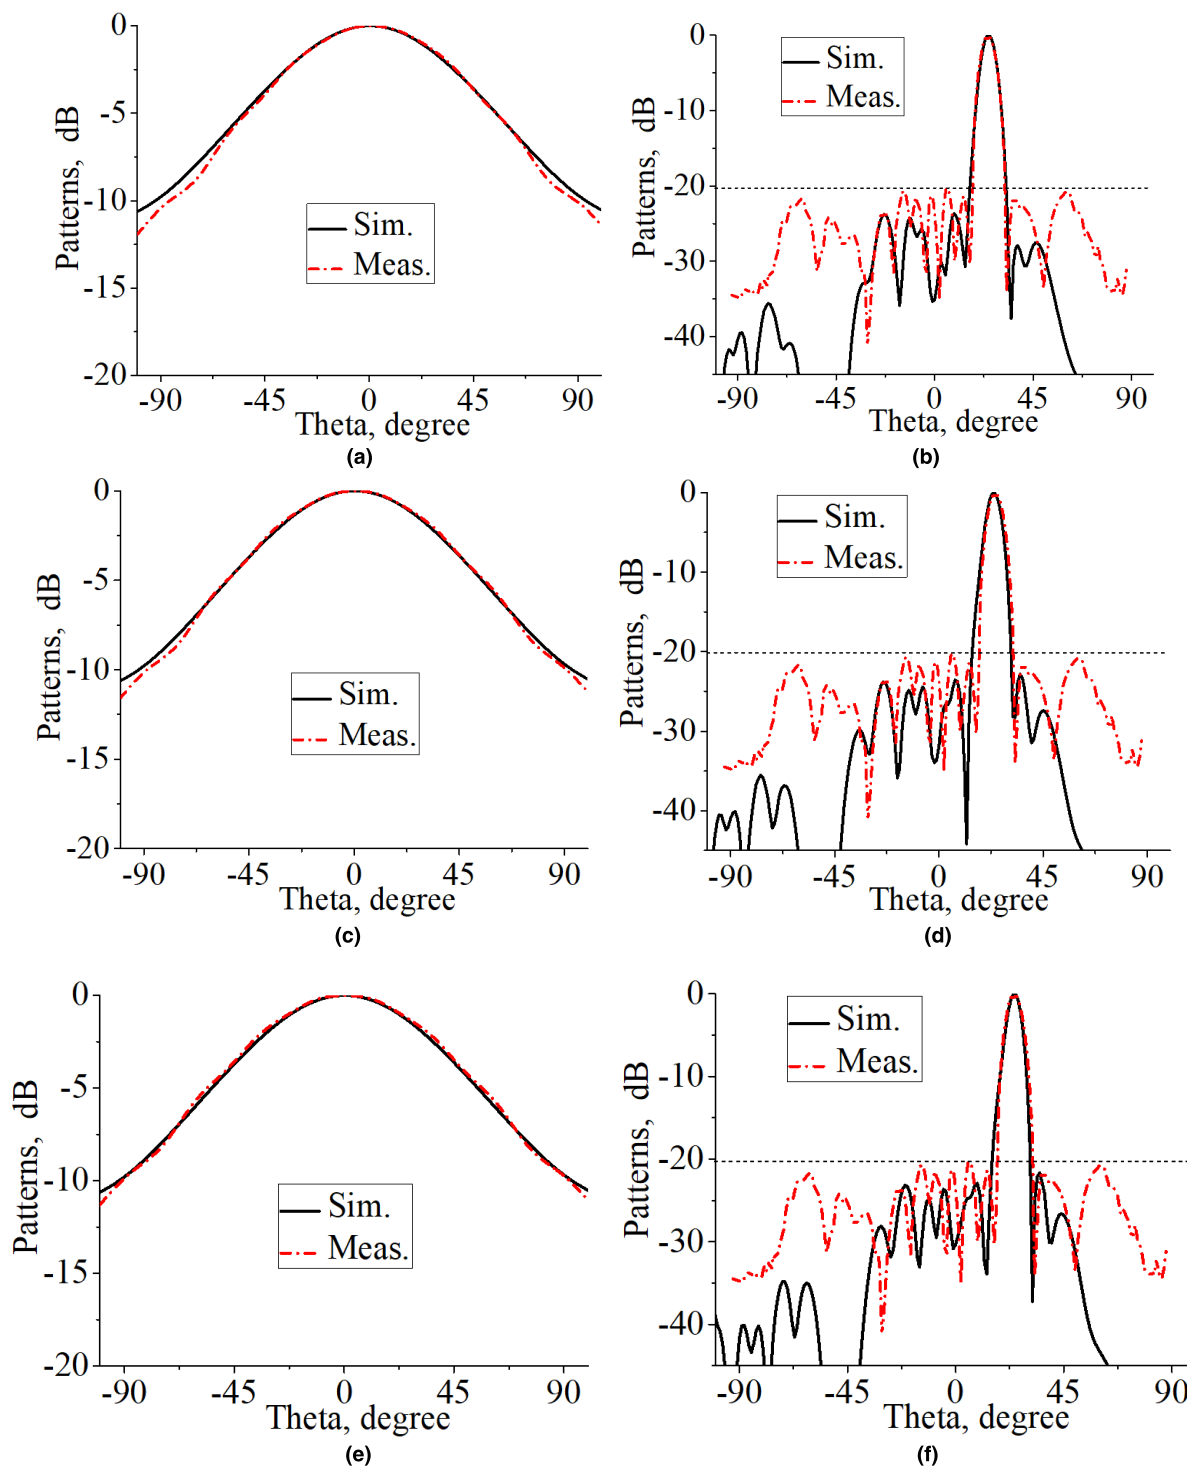 0
-5
-10
-15
-20
Patterns, dB
Sim.
Meas.
-90 -45 0 45 90
Theta, degree
(a)
0
-10
-20
-30
-40
Patterns, dB
Sim.
Meas.
-90 -45 0 45 90
Theta, degree
(b)
0
-5
-10
-15
-20
Patterns, dB
Sim.
Meas.
-90 -45 0 45 90
Theta, degree
(c)
0
-10
-20
-30
-40
Patterns, dB
Sim.
Meas.
-90 -45 0 45 90
Theta, degree
(d)
0
-5
-10
-15
-20
Patterns, dB
Sim.
Meas.
-90 -45 0 45 90
Theta, degree
(e)
0
-10
-20
-30
-40
Patterns, dB
Sim.
Meas.
-90 -45 0 45 90
Theta, degree
(f)